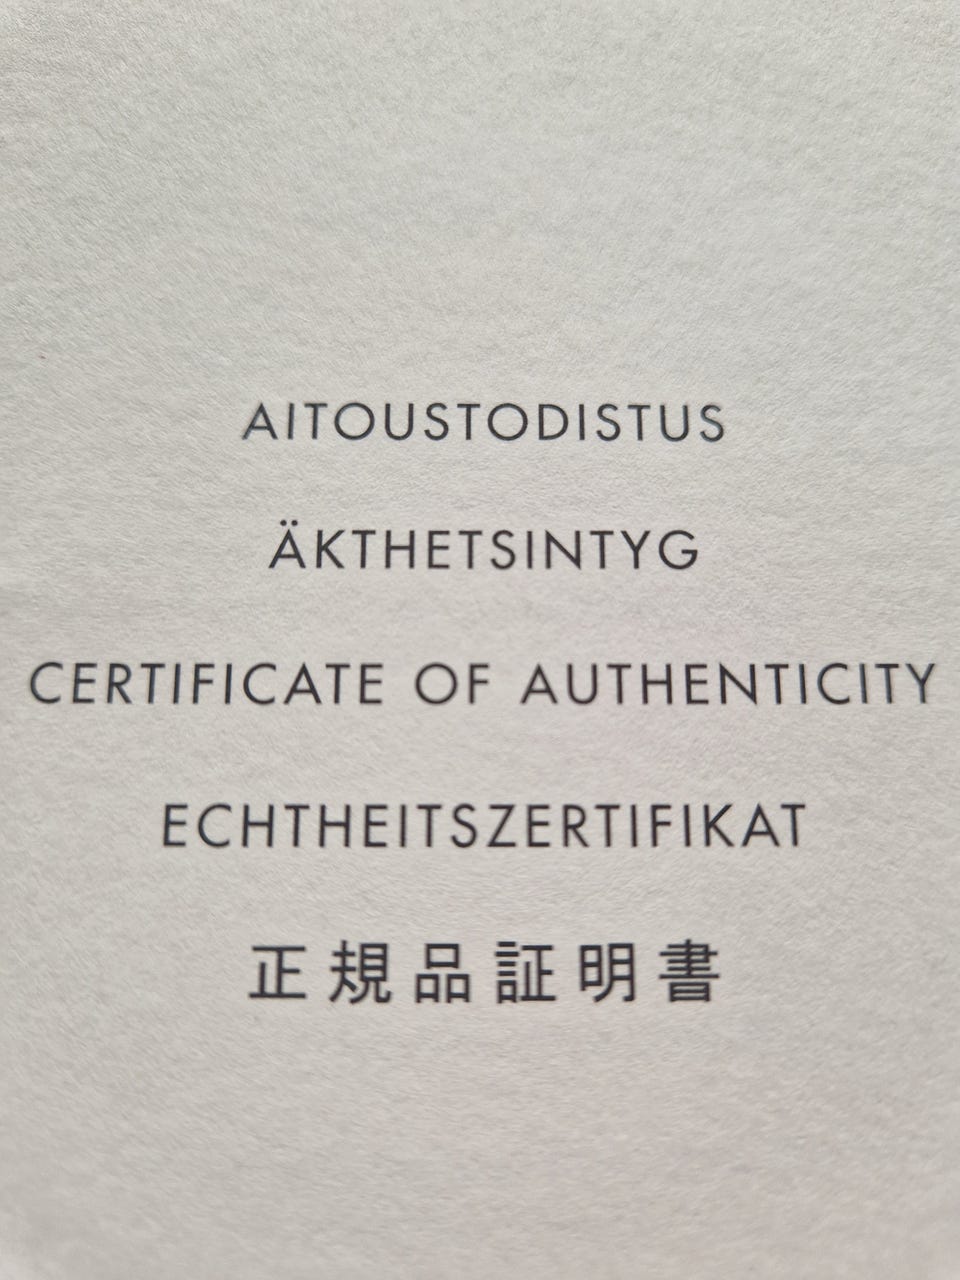 AITOUSTODISTUS
ÄKTHETSINTYG
CERTIFICATE OF AUTHENTICITY
ECHTHEITSZERTIFIKAT
正規品証明書